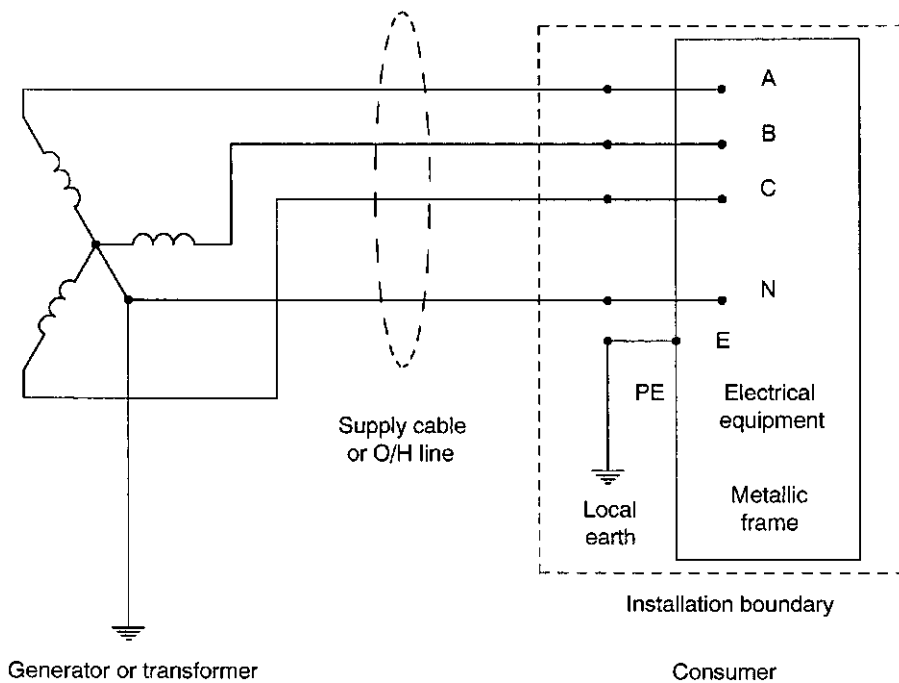 A
B
C
N
E
PE
Electrical
equipment
Supply cable
or O/H line
Metallic
frame
Local
earth
Installation boundary
Generator or transformer
Consumer